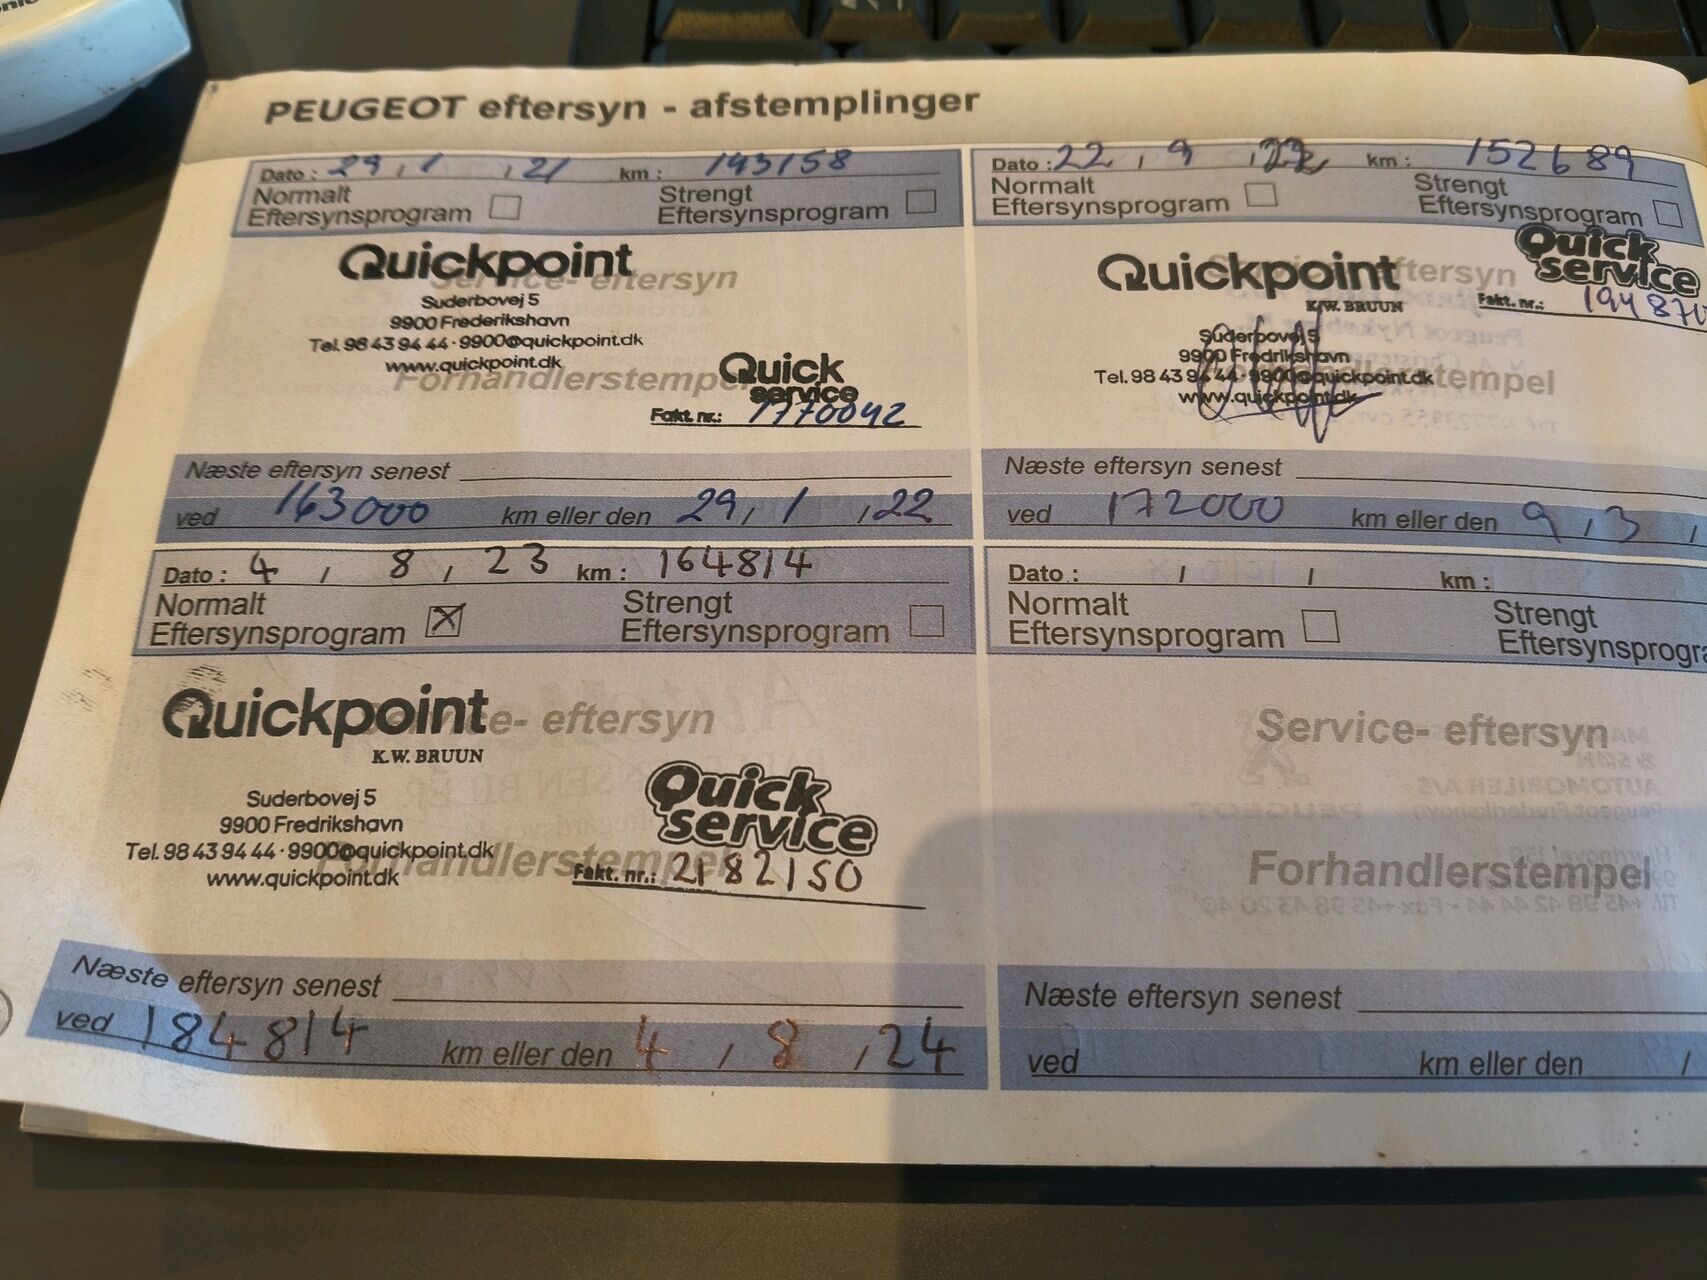 PEUGEOT eftersyn - afstemplinger
Dato : 29 , 1 , 21 km : 143158
Normalt Eftersynsprogram
Strengt Eftersynsprogram
Quickpoint
Service- eftersyn
Suderbovej 5
9900 Frederikshavn
Tel. 98 43 94 44 · 9900@quickpoint.dk
www.quickpoint.dk
Forhandlerstempel
Quick service
Fakt. nr.: 1770042
Næste eftersyn senest
ved 163000 km eller den 29 / 1 , 22
Dato : 22 , 9 , km : 152689
Normalt Eftersynsprogram
Strengt Eftersynsprogram
Quickpoint
Service- eftersyn
K.W. BRUUN
Quick service
Fakt. nr.:
Suderbovej 5
9900 Fredrikshavn
Tel. 98 43 94 44 · 9900@quickpoint.dk
www.quickpoint.dk
Forhandlerstempel
Næste eftersyn senest
ved 172000 km eller den 9 , 3 ,
Dato : 4 / 8 , 23 km : 164814
Normalt Eftersynsprogram X
Strengt Eftersynsprogram
Quickpoint
Service- eftersyn
K.W. BRUUN
Suderbovej 5
9900 Fredrikshavn
Tel. 98 43 94 44 · 9900@quickpoint.dk
www.quickpoint.dk
Forhandlerstempel
Quick service
Fakt. nr.: 2182150
Næste eftersyn senest
ved 184814 km eller den 4 / 8 , 24
Dato : / / km :
Normalt Eftersynsprogram
Strengt Eftersynsprogra
Service- eftersyn
Forhandlerstempel
Næste eftersyn senest
ved km eller den /